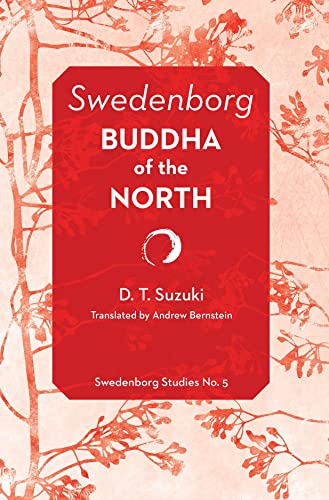 Swedenborg
BUDDHA
of the
NORTH
D. T. Suzuki
Translated by Andrew Bernstein
Swedenborg Studies No. 5